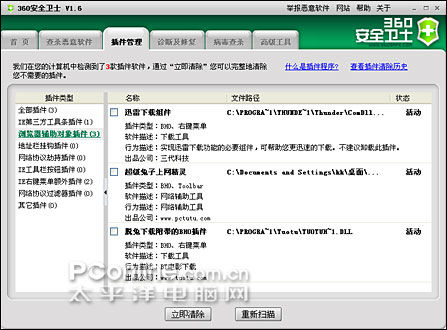 360安全卫士 V1.6
举报恶意软件 网站 帮助 关于
360
安全卫士
首 页 查杀恶意软件 插件管理 诊断及修复 病毒查杀 高级工具
我们在您的计算机中检测到了3款插件软件，通过“立即清除”您可以完整地清除
您不需要的插件。
什么是插件程序？ 查看插件清除历史
插件类型
全部插件(3)
IE第三方工具条插件(1)
浏览器辅助对象插件(3)
地址栏挂钩插件(0)
网络协议劫持插件(0)
IE工具栏按钮插件(0)
IE右键菜单额外插件(2)
网络协议过滤器插件(0)
其它插件(0)
名称 文件路径 状态
迅雷下载组件 C:\PROGRA~1\THUNDE~1\Thunder\ComDll... 活动
插件类型：BHO、右键菜单
软件描述：下载工具
行为描述：实现迅雷下载功能的必要组件，可帮助您更迅速的下载。不建议卸载此插件。
出品公司：三代科技
超级兔子上网精灵 C:\Documents and Settings\hk\桌面\... 活动
插件类型：BHO、Toolbar
软件描述：网络辅助工具
行为描述：网络辅助工具
出品公司：www.pctutu.com
脱兔下载附带的BHO插件 C:\PROGRA~1\Tuotu\TUOTUN~1.DLL 活动
插件类型：BHO、右键菜单
软件描述：下载工具
出品公司：www.tuotu.com
PConline.com.cn
太平洋电脑网
立即清除 重新扫描